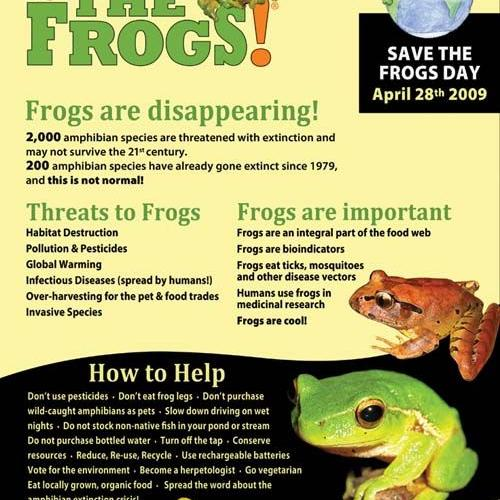 THE
FROGS!
®
SAVE THE
FROGS DAY
April 28th 2009
Frogs are disappearing!
2,000 amphibian species are threatened with extinction and
may not survive the 21st century.
200 amphibian species have already gone extinct since 1979,
and this is not normal!
Threats to Frogs
Habitat Destruction
Pollution & Pesticides
Global Warming
Infectious Diseases (spread by humans!)
Over-harvesting for the pet & food trades
Invasive Species
Frogs are important
Frogs are an integral part of the food web
Frogs are bioindicators
Frogs eat ticks, mosquitoes
and other disease vectors
Humans use frogs in
medicinal research
Frogs are cool!
How to Help
Don't use pesticides · Don't eat frog legs · Don't purchase
wild-caught amphibians as pets · Slow down driving on wet
nights · Do not stock non-native fish in your pond or stream
Do not purchase bottled water · Turn off the tap · Conserve
resources · Reduce, Re-use, Recycle · Use rechargeable batteries
Vote for the environment · Become a herpetologist · Go vegetarian
Eat locally grown, organic food · Spread the word about the
amphibian extinction crisis!